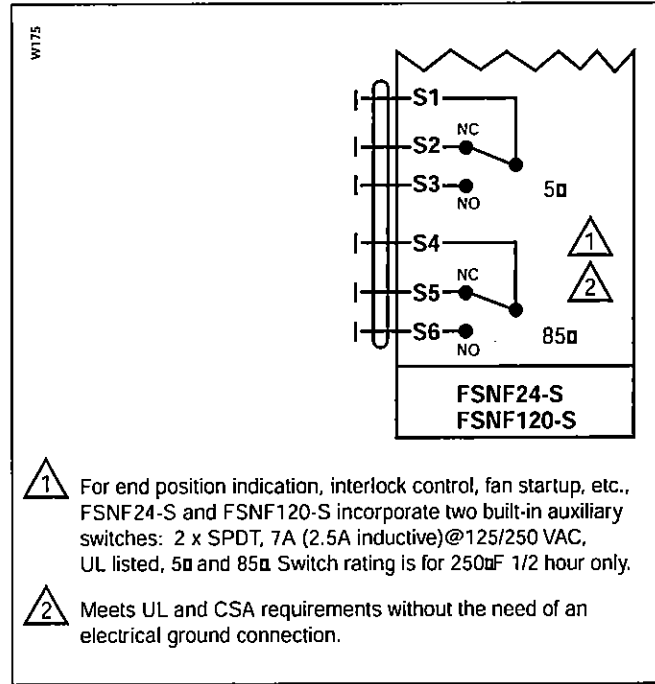 W175
S1
NC
S2
S3
NO
5¤
1
S4
2
NC
S5
S6
NO
85¤
FSNF24-S
FSNF120-S
1 For end position indication, interlock control, fan startup, etc.,
FSNF24-S and FSNF120-S incorporate two built-in auxiliary
switches: 2 x SPDT, 7A (2.5A inductive)@125/250 VAC,
UL listed, 5¤ and 85¤ Switch rating is for 250¤F 1/2 hour only.
2 Meets UL and CSA requirements without the need of an
electrical ground connection.